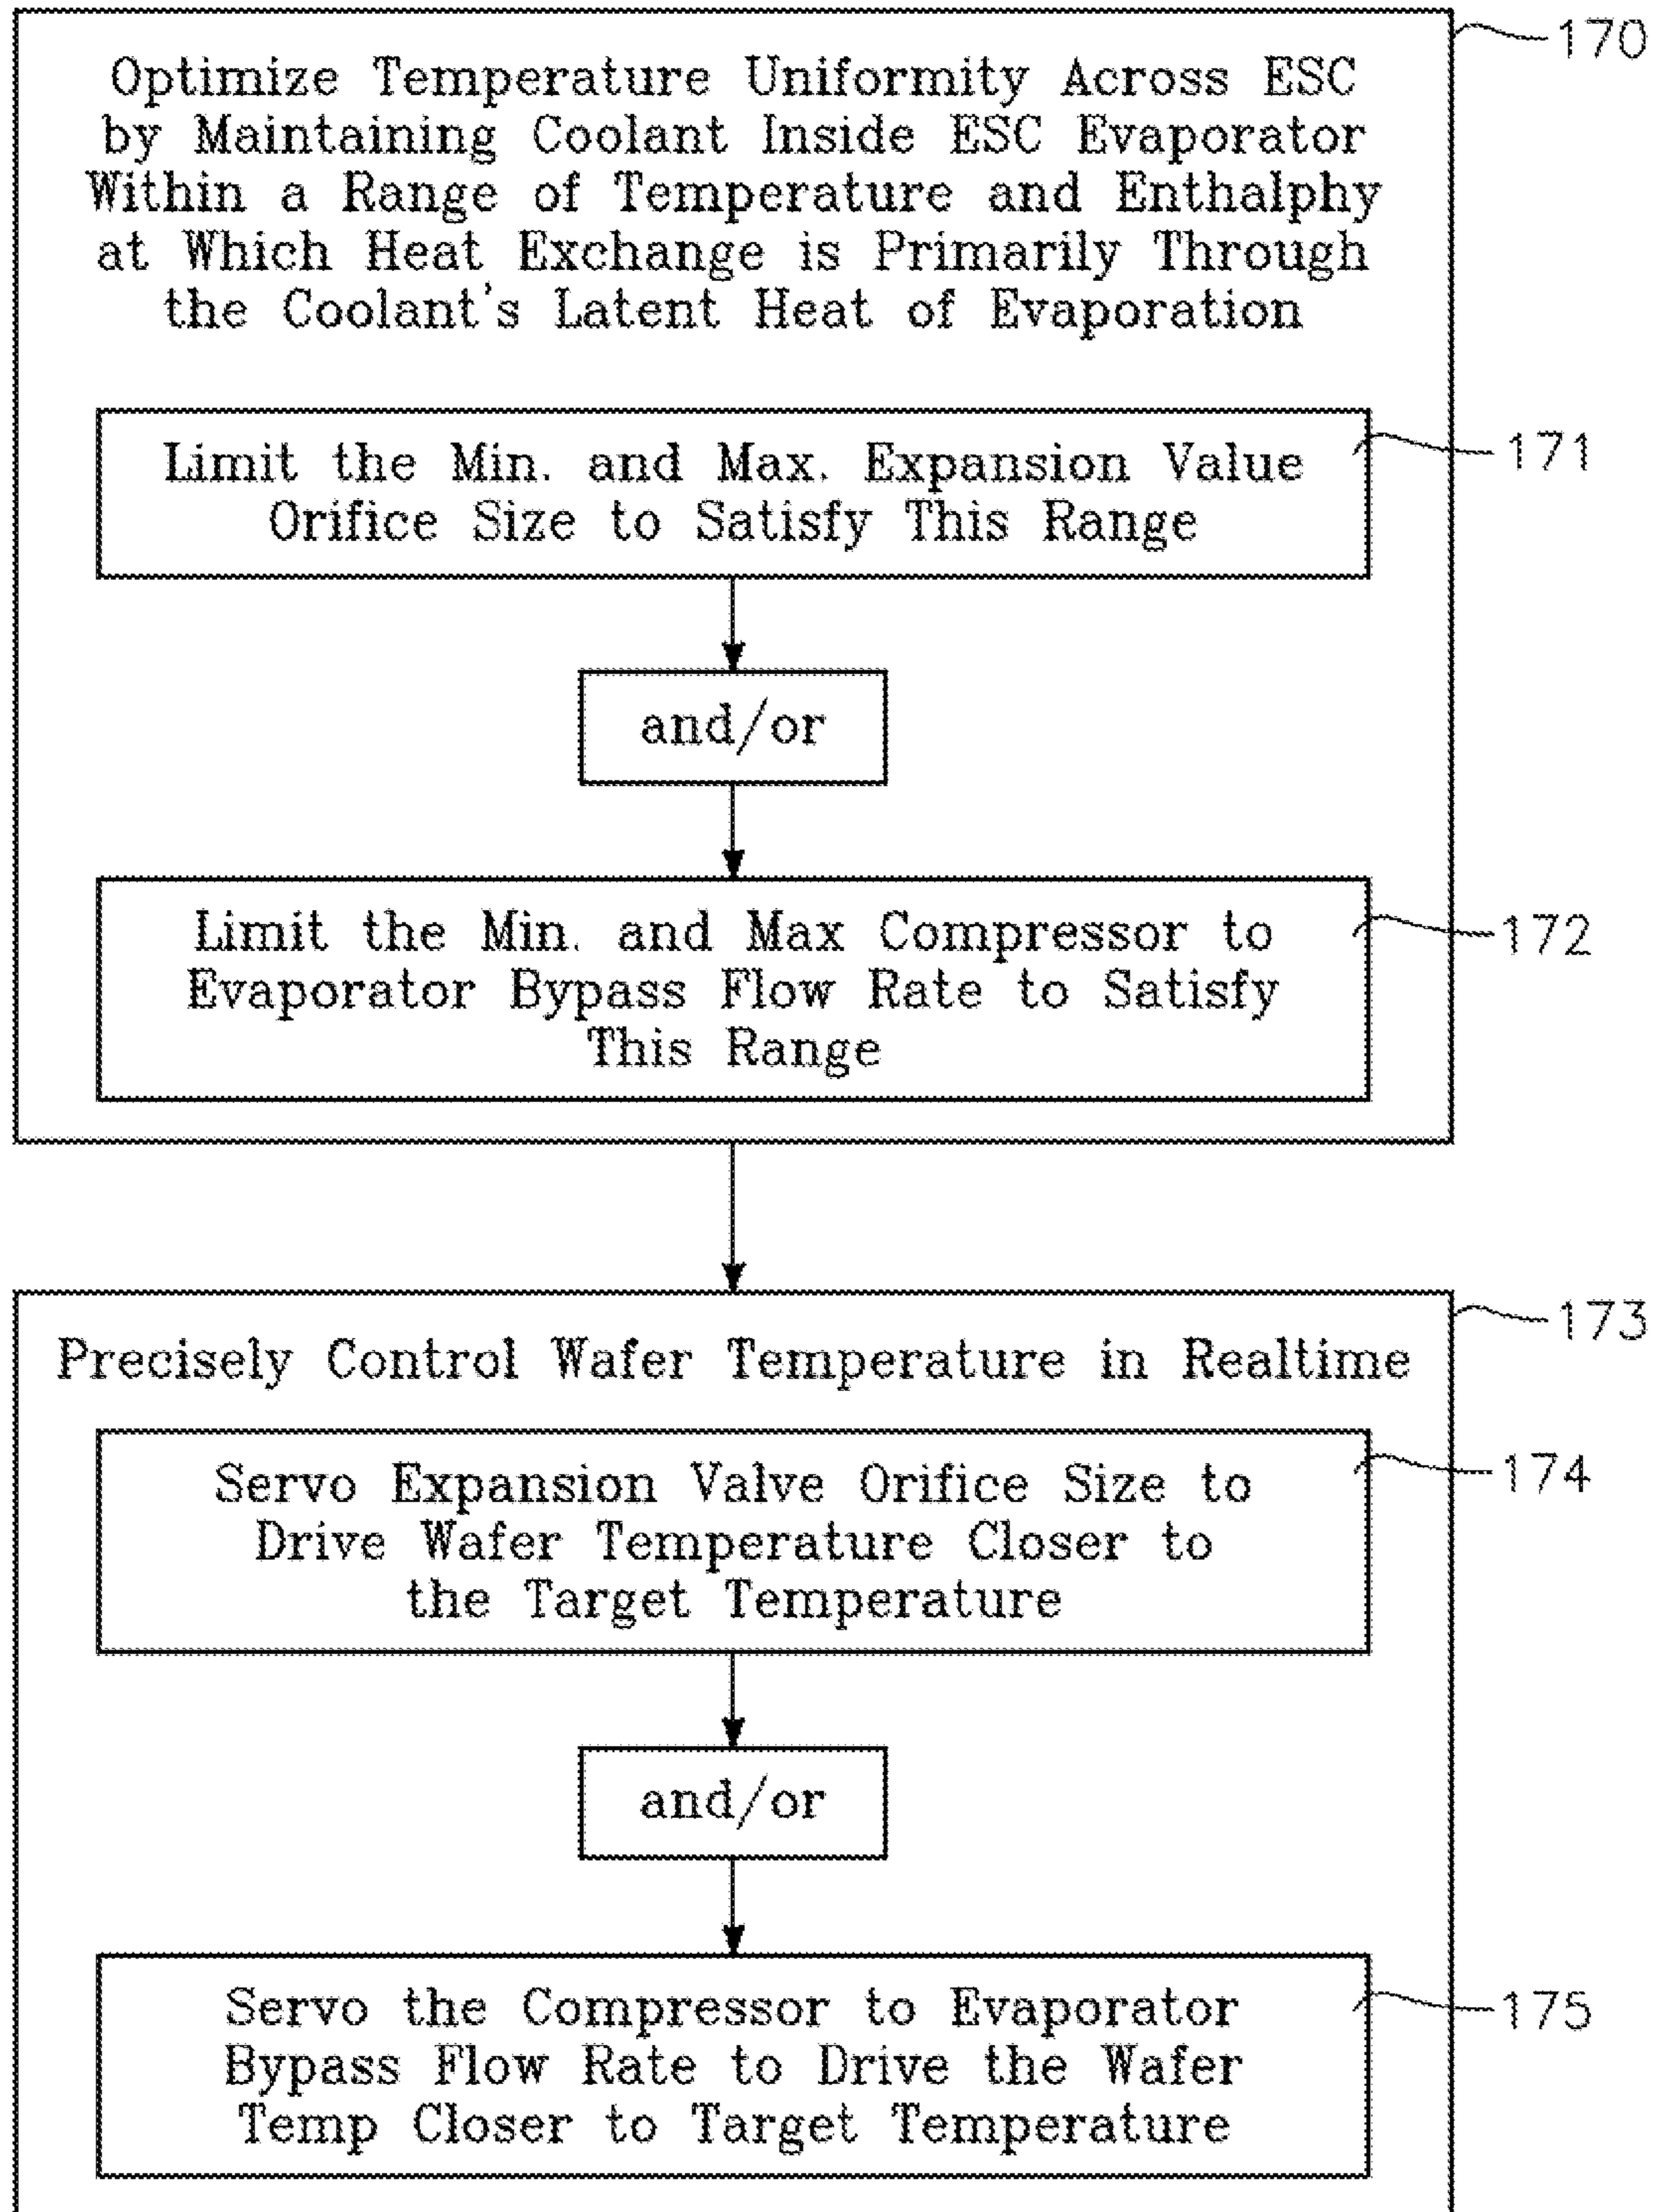 170
Optimize Temperature Uniformity Across ESC
by Maintaining Coolant Inside ESC Evaporator
Within a Range of Temperature and Enthalphy
at Which Heat Exchange is Primarily Through
the Coolant's Latent Heat of Evaporation
171
Limit the Min. and Max. Expansion Value
Orifice Size to Satisfy This Range
and/or
172
Limit the Min. and Max Compressor to
Evaporator Bypass Flow Rate to Satisfy
This Range
173
Precisely Control Wafer Temperature in Realtime
174
Servo Expansion Valve Orifice Size to
Drive Wafer Temperature Closer to
the Target Temperature
and/or
175
Servo the Compressor to Evaporator
Bypass Flow Rate to Drive the Wafer
Temp Closer to Target Temperature